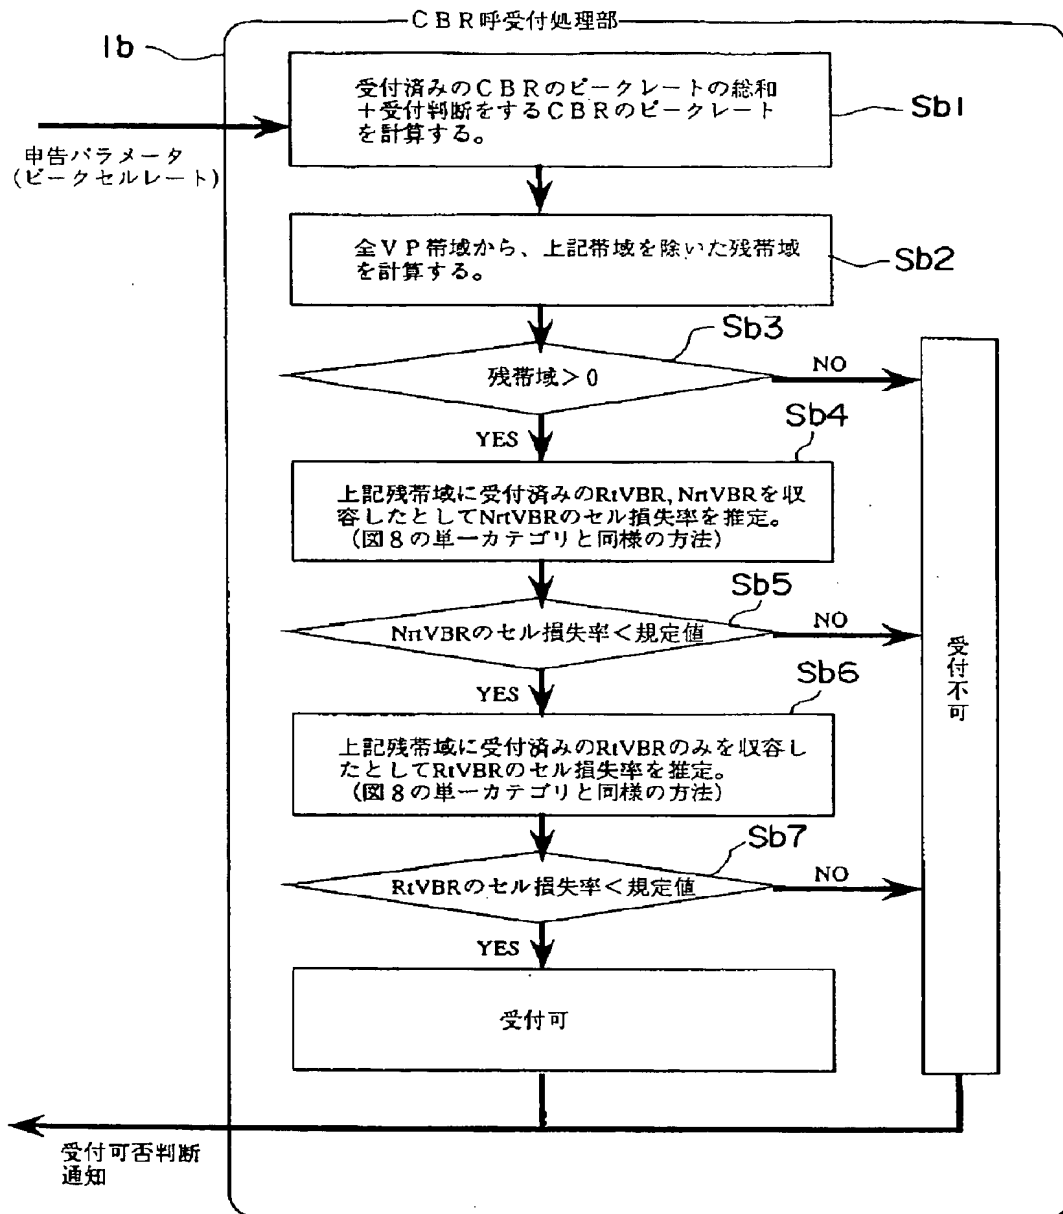 CBR呼受付処理部
1b
受付済みのCBRのピークレートの総和
+受付判断をするCBRのピークレート
を計算する。
Sb1
申告パラメータ
(ピークセルレート)
全VP帯域から、上記帯域を除いた残帯域
を計算する。
Sb2
Sb3
残帯域>0
NO
YES
Sb4
上記残帯域に受付済みのRtVBR, NrtVBRを収
容したとしてNrtVBRのセル損失率を推定。
(図8の単一カテゴリと同様の方法)
Sb5
NrtVBRのセル損失率<規定値
NO
YES
Sb6
上記残帯域に受付済みのRtVBRのみを収容し
たとしてRtVBRのセル損失率を推定。
(図8の単一カテゴリと同様の方法)
Sb7
RtVBRのセル損失率<規定値
NO
YES
受付可
受付不可
受付可否判断
通知